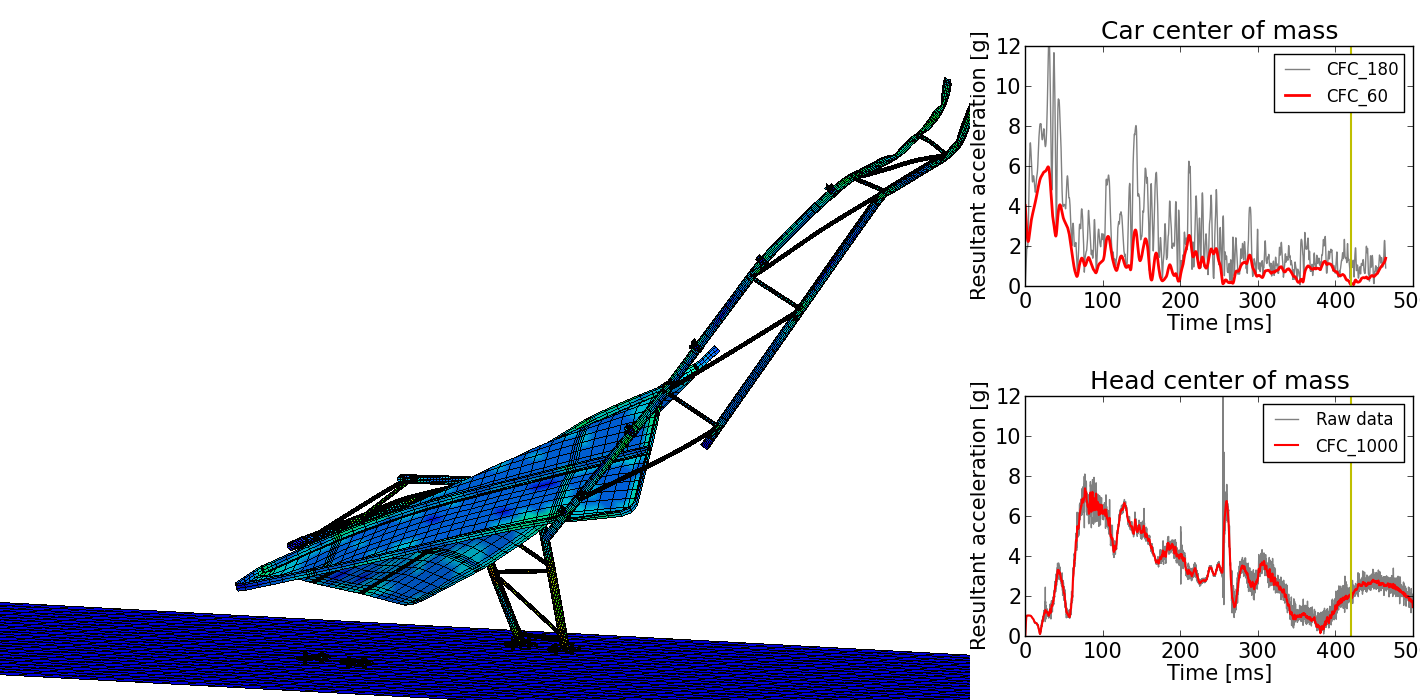 Car center of mass
Resultant acceleration [g]
12
10
8
6
4
2
0
CFC_180
CFC_60
0 100 200 300 400 50
Time [ms]
Head center of mass
Resultant acceleration [g]
12
10
8
6
4
2
0
Raw data
CFC_1000
0 100 200 300 400 50
Time [ms]